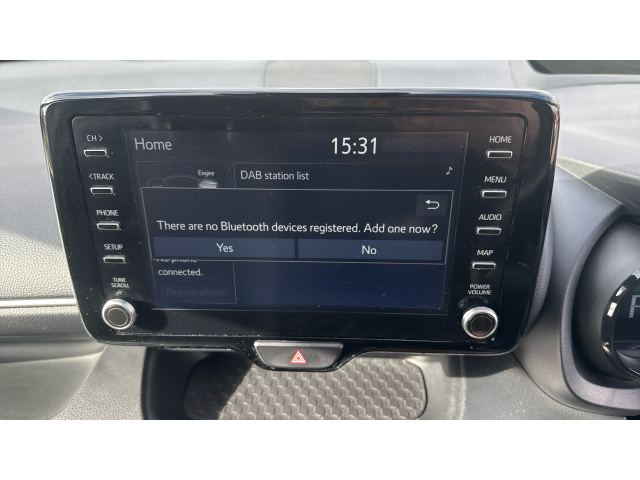 CH >
< TRACK
PHONE
SETUP
TUNE
SCROLL
Home
15:31
Engine
DAB station list
There are no Bluetooth devices registered. Add one now?
Yes
No
No phone
connected.
Register phone
HOME
MENU
AUDIO
MAP
POWER
VOLUME